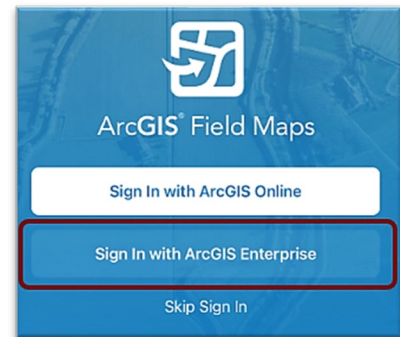 ArcGIS® Field Maps
Sign In with ArcGIS Online
Sign In with ArcGIS Enterprise
Skip Sign In